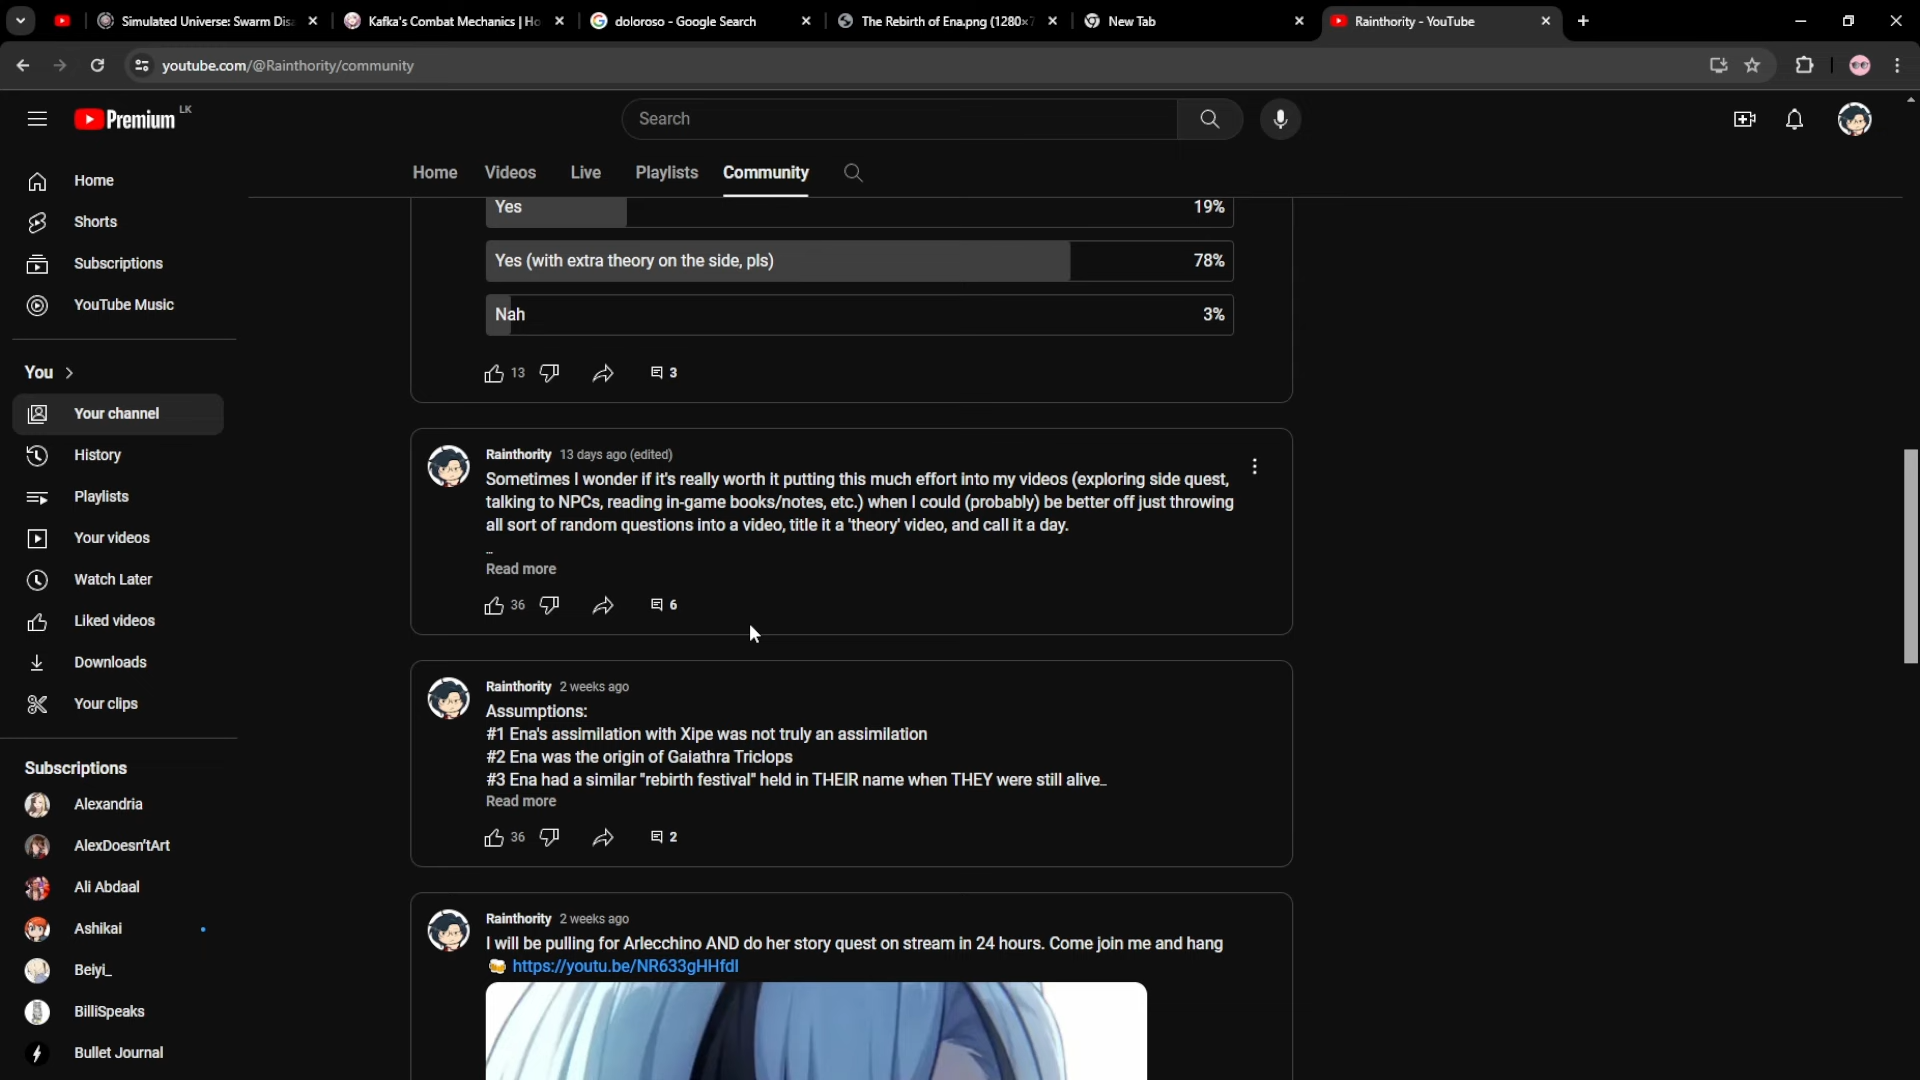 Simulated Universe: Swarm Dis
Kafka's Combat Mechanics | Ho
doloroso - Google Search
The Rebirth of Ena.png (1280×7
New Tab
Rainthority - YouTube
youtube.com/@Rainthority/community
Premium LK
Search
Home
Videos
Live
Playlists
Community
Home
Shorts
Subscriptions
YouTube Music
You
Your channel
History
Playlists
Your videos
Watch Later
Liked videos
Downloads
Your clips
Subscriptions
Alexandria
AlexDoesn'tArt
Ali Abdaal
Ashikai
Beiyi_
BilliSpeaks
Bullet Journal
Yes 19%
Yes (with extra theory on the side, pls) 78%
Nah 3%
13 3
Rainthority 13 days ago (edited)
Sometimes I wonder if it's really worth it putting this much effort into my videos (exploring side quest,
talking to NPCs, reading in-game books/notes, etc.) when I could (probably) be better off just throwing
all sort of random questions into a video, title it a 'theory' video, and call it a day.
...
Read more
36 6
Rainthority 2 weeks ago
Assumptions:
#1 Ena's assimilation with Xipe was not truly an assimilation
#2 Ena was the origin of Gaiathra Triclops
#3 Ena had a similar "rebirth festival" held in THEIR name when THEY were still alive...
Read more
36 2
Rainthority 2 weeks ago
I will be pulling for Arlecchino AND do her story quest on stream in 24 hours. Come join me and hang
🍻 https://youtu.be/NR633gHHfdI